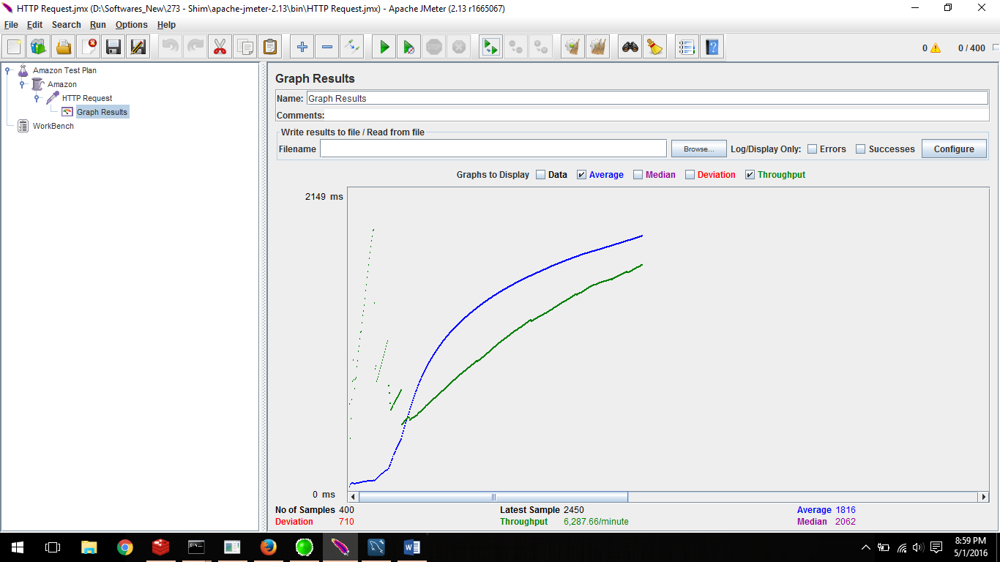 HTTP Request.jmx (D:\Softwares_New\273 - Shim\apache-jmeter-2.13\bin\HTTP Request.jmx) - Apache JMeter (2.13 r1665067)
File Edit Search Run Options Help
STOP
0 0 / 400
Amazon Test Plan
Amazon
HTTP Request
Graph Results
WorkBench
Graph Results
Name: Graph Results
Comments:
Write results to file / Read from file
Filename Browse... Log/Display Only: Errors Successes Configure
Graphs to Display Data Average Median Deviation Throughput
2149 ms
0 ms
No of Samples 400 Latest Sample 2450 Average 1816
Deviation 710 Throughput 6,287.66/minute Median 2062
8:59 PM
5/1/2016